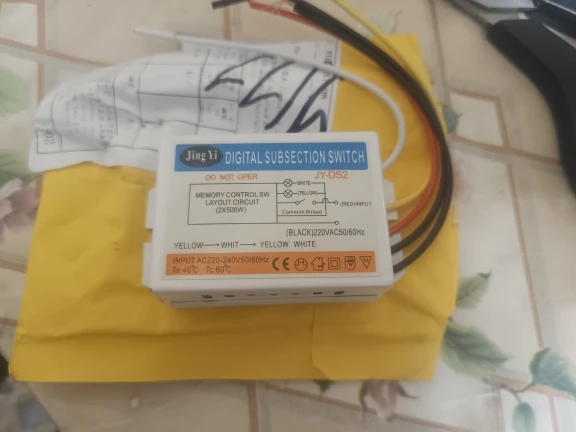 Jing Yi
DIGITAL SUBSECTION SWITCH
DO NOT OPER
JY-DS2
MEMORY CONTROL SW
LAYOUT CIRCUIT
(2X500W)
WHITE
(YELLOW)
(RED)INPUT
Common thread
(BLACK)220VAC50/60Hz
YELLOW WHIT YELLOW. WHITE
INPUT AC220-240V50/60Hz
Ta:40℃ Tc:60℃
CE
F